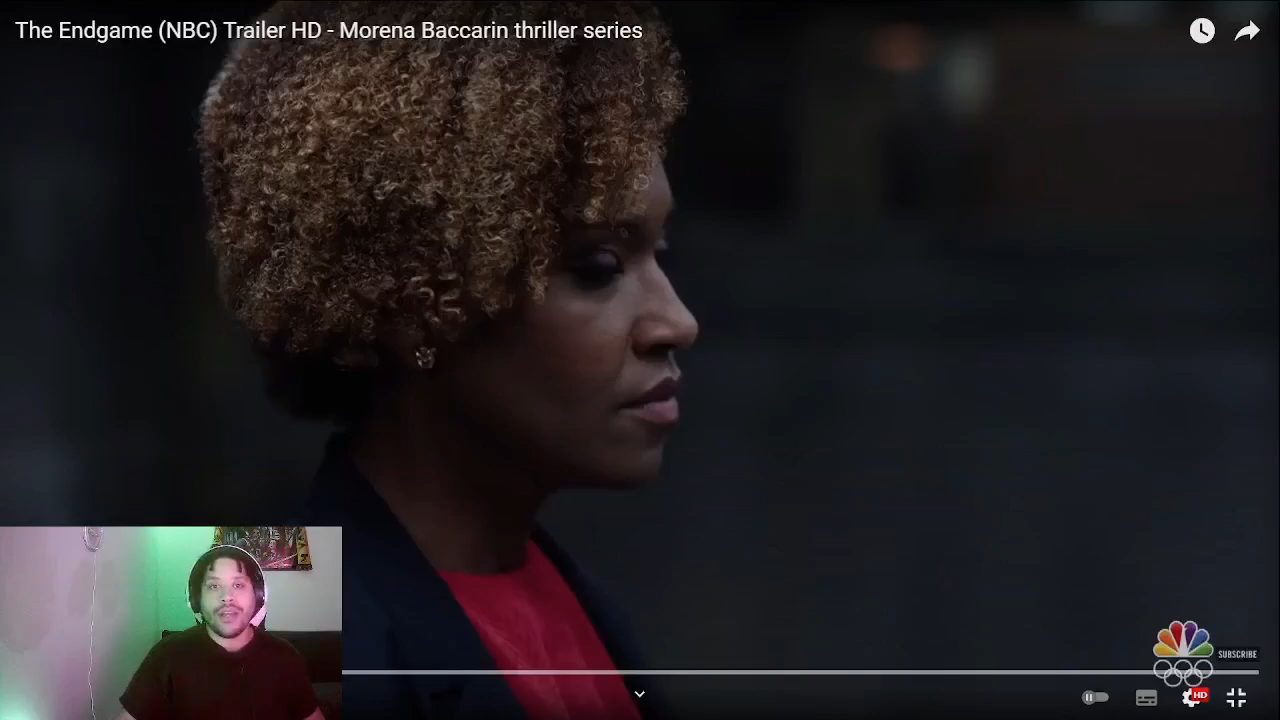 The Endgame (NBC) Trailer HD - Morena Baccarin thriller series
SUBSCRIBE
HD